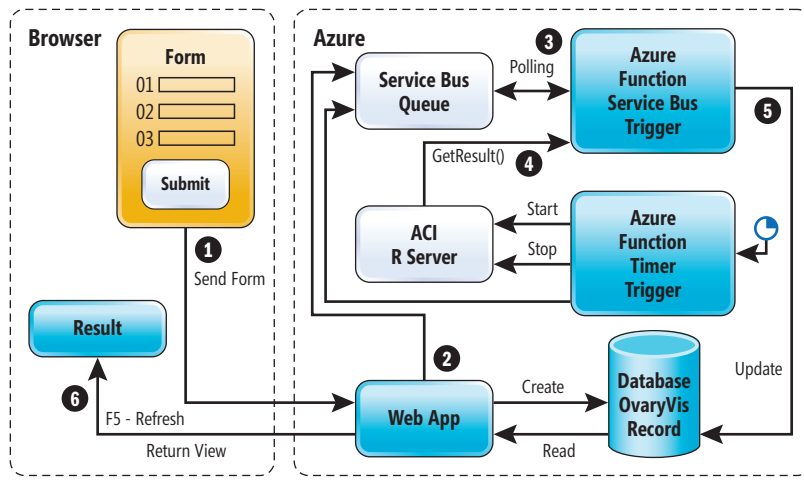 Browser
Form
01
02
03
Submit
1
Send Form
Result
6
F5 - Refresh
Return View
Azure
Service Bus
Queue
3
Polling
Azure
Function
Service Bus
Trigger
5
GetResult()
4
ACI
R Server
Start
Stop
Azure
Function
Timer
Trigger
2
Web App
Create
Read
Database
OvaryVis
Record
Update